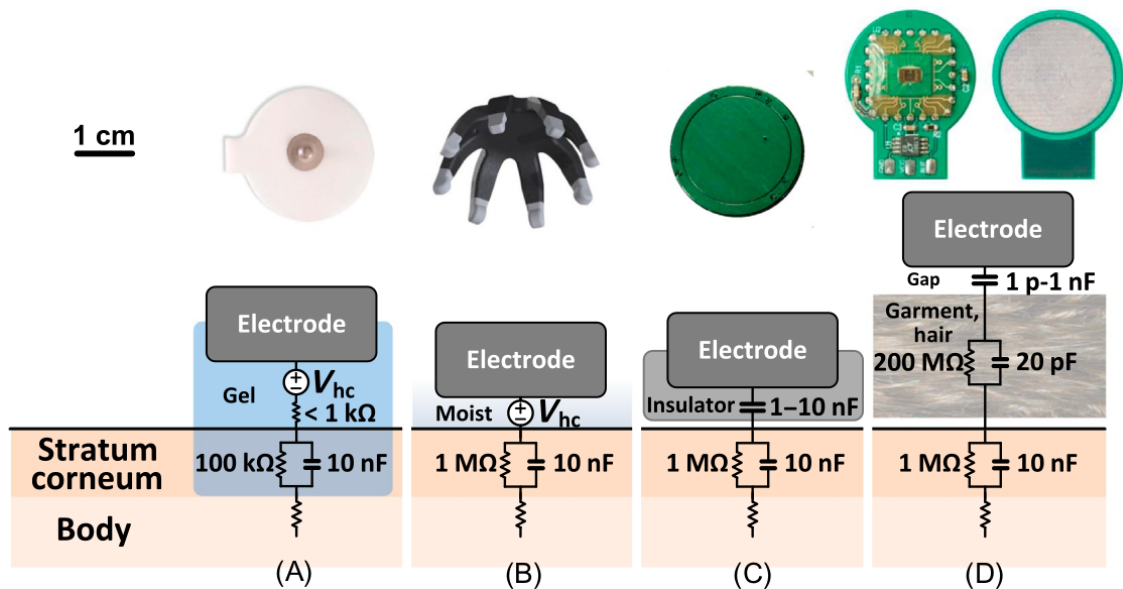 1 cm
Electrode
Gel
Vhc
< 1 kΩ
100 kΩ
10 nF
Electrode
Moist
Vhc
1 MΩ
10 nF
Electrode
Insulator
1–10 nF
1 MΩ
10 nF
Electrode
Gap
1 p-1 nF
Garment,
hair
200 MΩ
20 pF
1 MΩ
10 nF
Stratum
corneum
Body
(A)
(B)
(C)
(D)